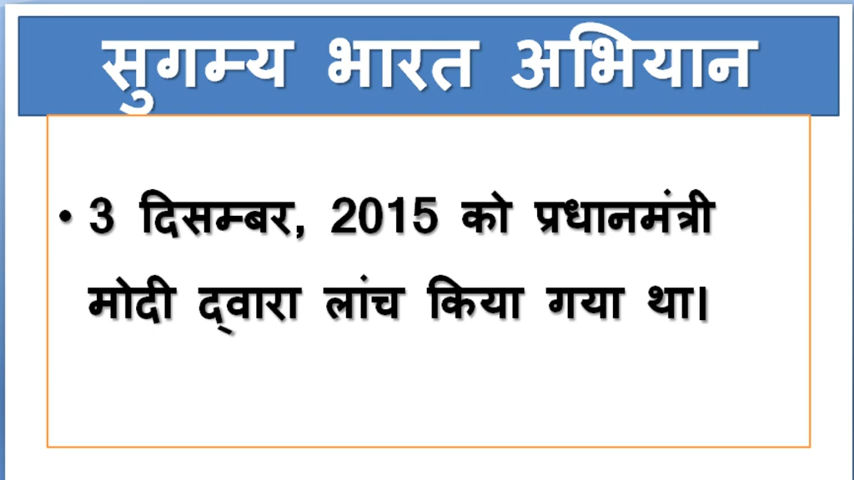 सुगम्य भारत अभियान
• 3 दिसम्बर, 2015 को प्रधानमंत्री
मोदी द्‌वारा लांच किया गया था।